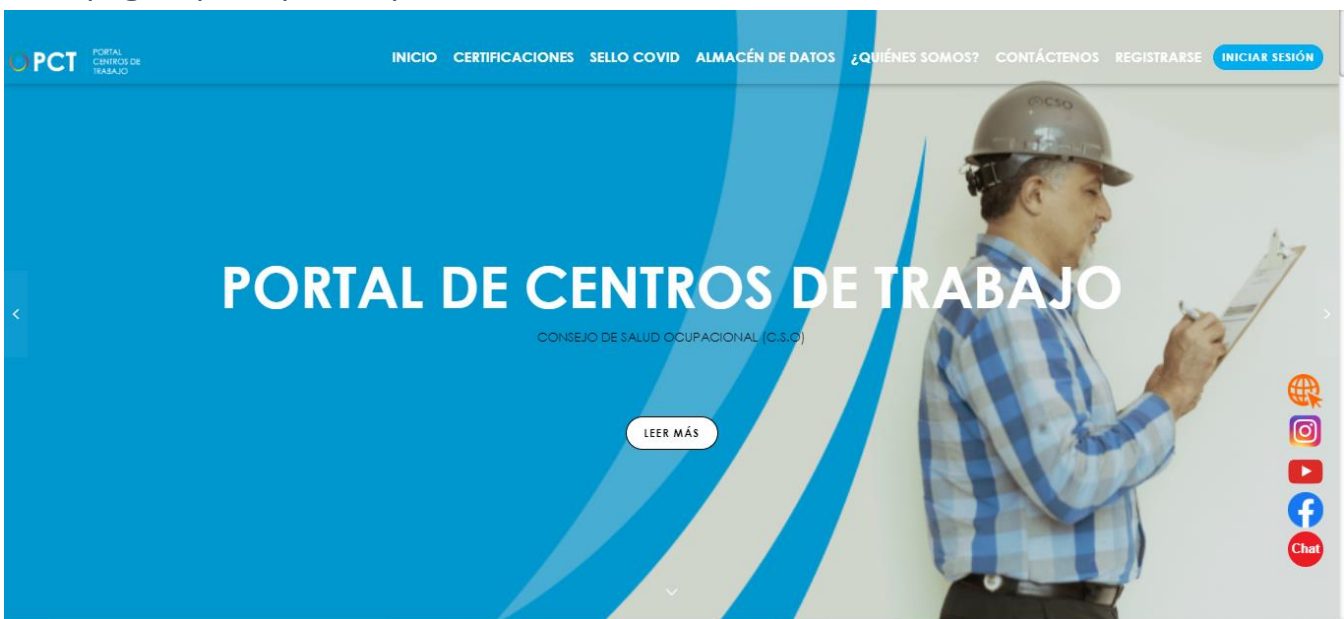 PCT
PORTAL
CENTROS DE
TRABAJO
INICIO CERTIFICACIONES SELLO COVID ALMACÉN DE DATOS ¿QUIÉNES SOMOS? CONTÁCTENOS REGISTRARSE INICIAR SESIÓN
CSO
PORTAL DE CENTROS DE TRABAJO
CONSEJO DE SALUD OCUPACIONAL (C.S.O)
LEER MÁS
Chat